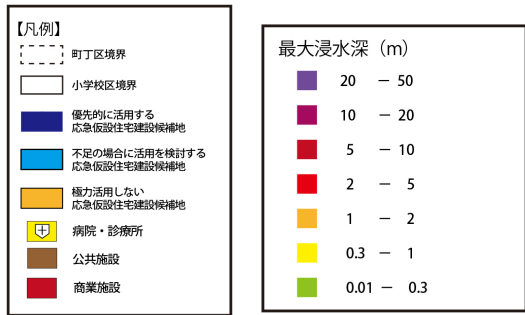 【凡例】
町丁区境界
小学校区境界
優先的に活用する
応急仮設住宅建設候補地
不足の場合に活用を検討する
応急仮設住宅建設候補地
極力活用しない
応急仮設住宅建設候補地
病院・診療所
公共施設
商業施設
最大浸水深（m）
20 － 50
10 － 20
5 － 10
2 － 5
1 － 2
0.3 － 1
0.01 － 0.3